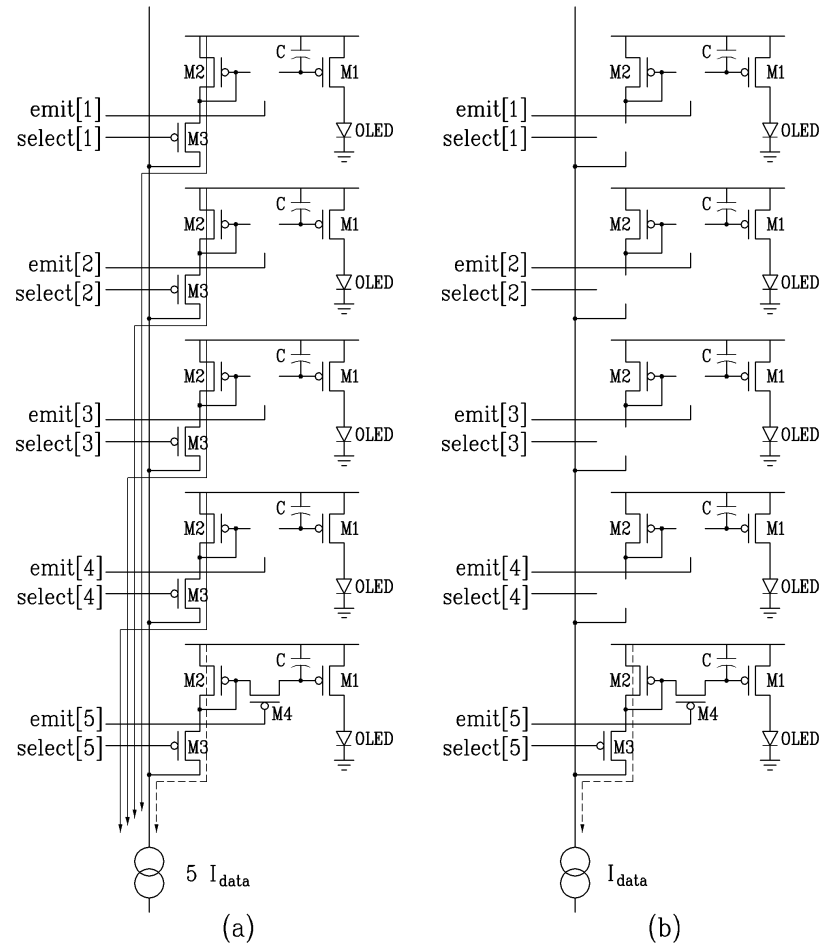 C
M2
M1
emit[1]
select[1]
M3
OLED
C
M2
M1
emit[2]
select[2]
M3
OLED
C
M2
M1
emit[3]
select[3]
M3
OLED
C
M2
M1
emit[4]
select[4]
M3
OLED
C
M2
M1
emit[5]
M4
select[5]
M3
OLED
5 Idata
(a)
C
M2
M1
emit[1]
select[1]
OLED
C
M2
M1
emit[2]
select[2]
OLED
C
M2
M1
emit[3]
select[3]
OLED
C
M2
M1
emit[4]
select[4]
OLED
C
M2
M1
emit[5]
M4
select[5]
M3
OLED
Idata
(b)